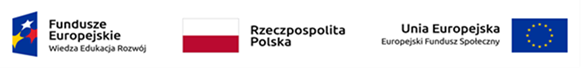 Fundusze
Europejskie
Wiedza Edukacja Rozwój
Rzeczpospolita
Polska
Unia Europejska
Europejski Fundusz Społeczny